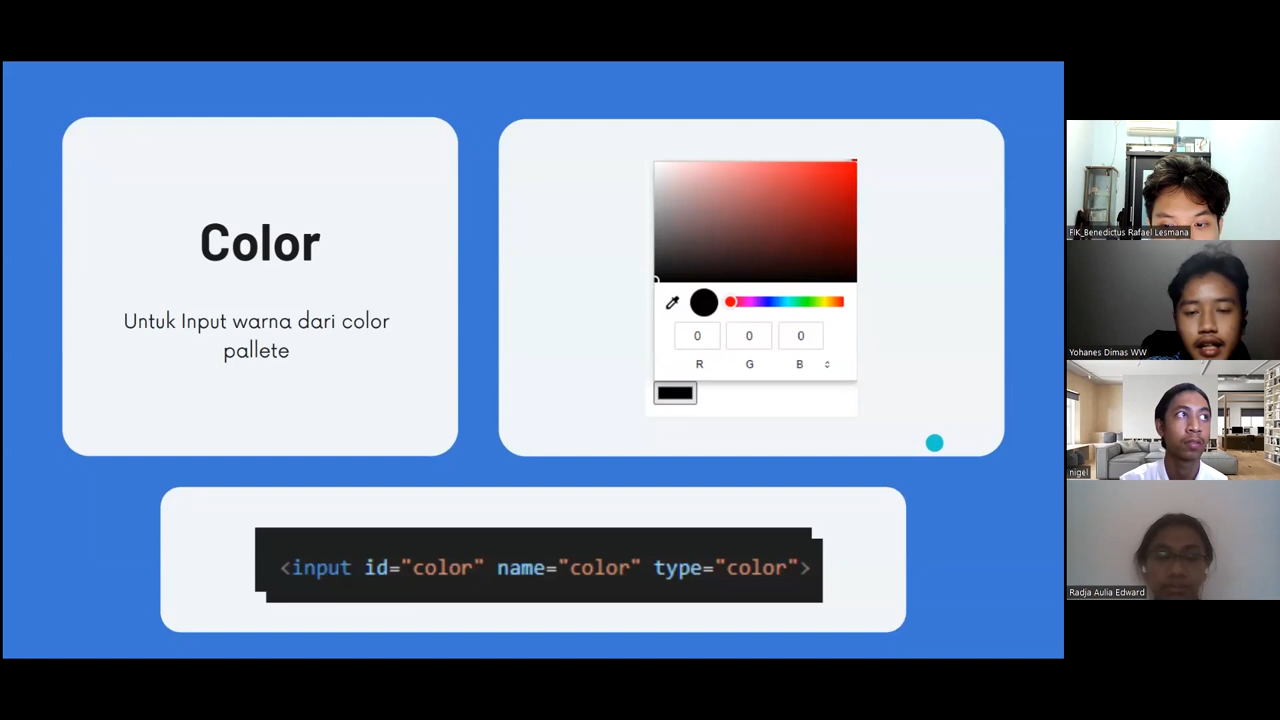 Color
Untuk Input warna dari color
pallete
0 0 0
R G B
<input id="color" name="color" type="color">
FIK_Benedictus Rafael Lesmana
Yohanes Dimas WW
nigel
Radja Aulia Edward